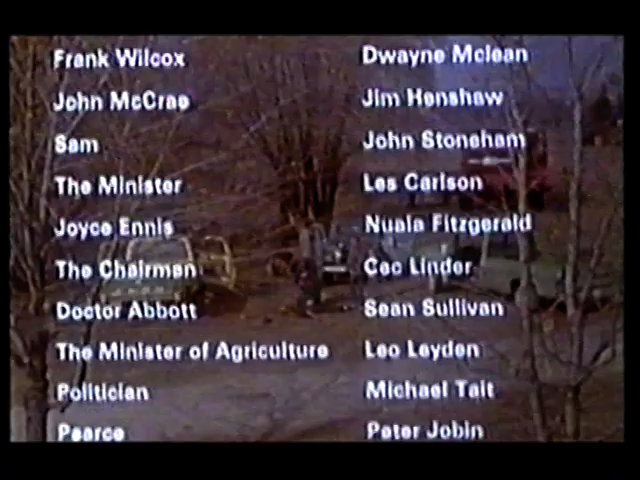 Frank Wilcox Dwayne Mclean
John McCrae Jim Henshaw
Sam John Stoneham
The Minister Les Carlson
Joyce Ennis Nuala Fitzgerald
The Chairman Cec Linder
Doctor Abbott Sean Sullivan
The Minister of Agriculture Leo Leyden
Politician Michael Tait
Pearce Peter Jobin